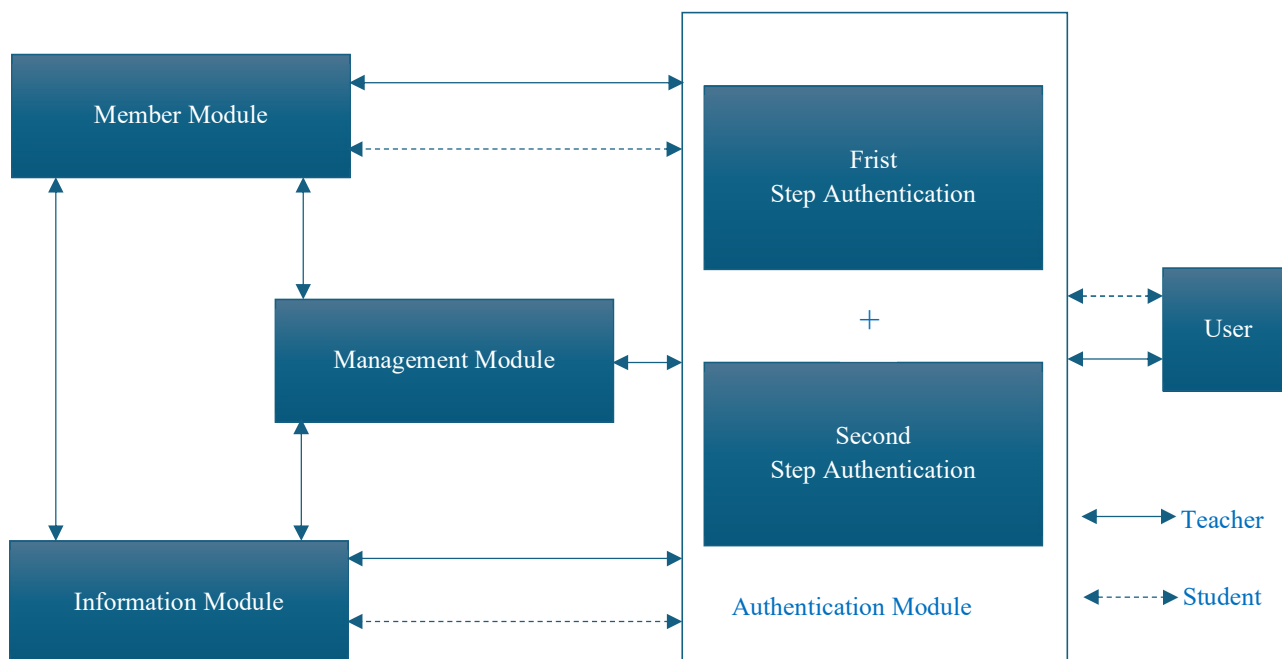 Member Module
Frist
Step Authentication
+
User
Management Module
Second
Step Authentication
Teacher
Information Module
Authentication Module
Student